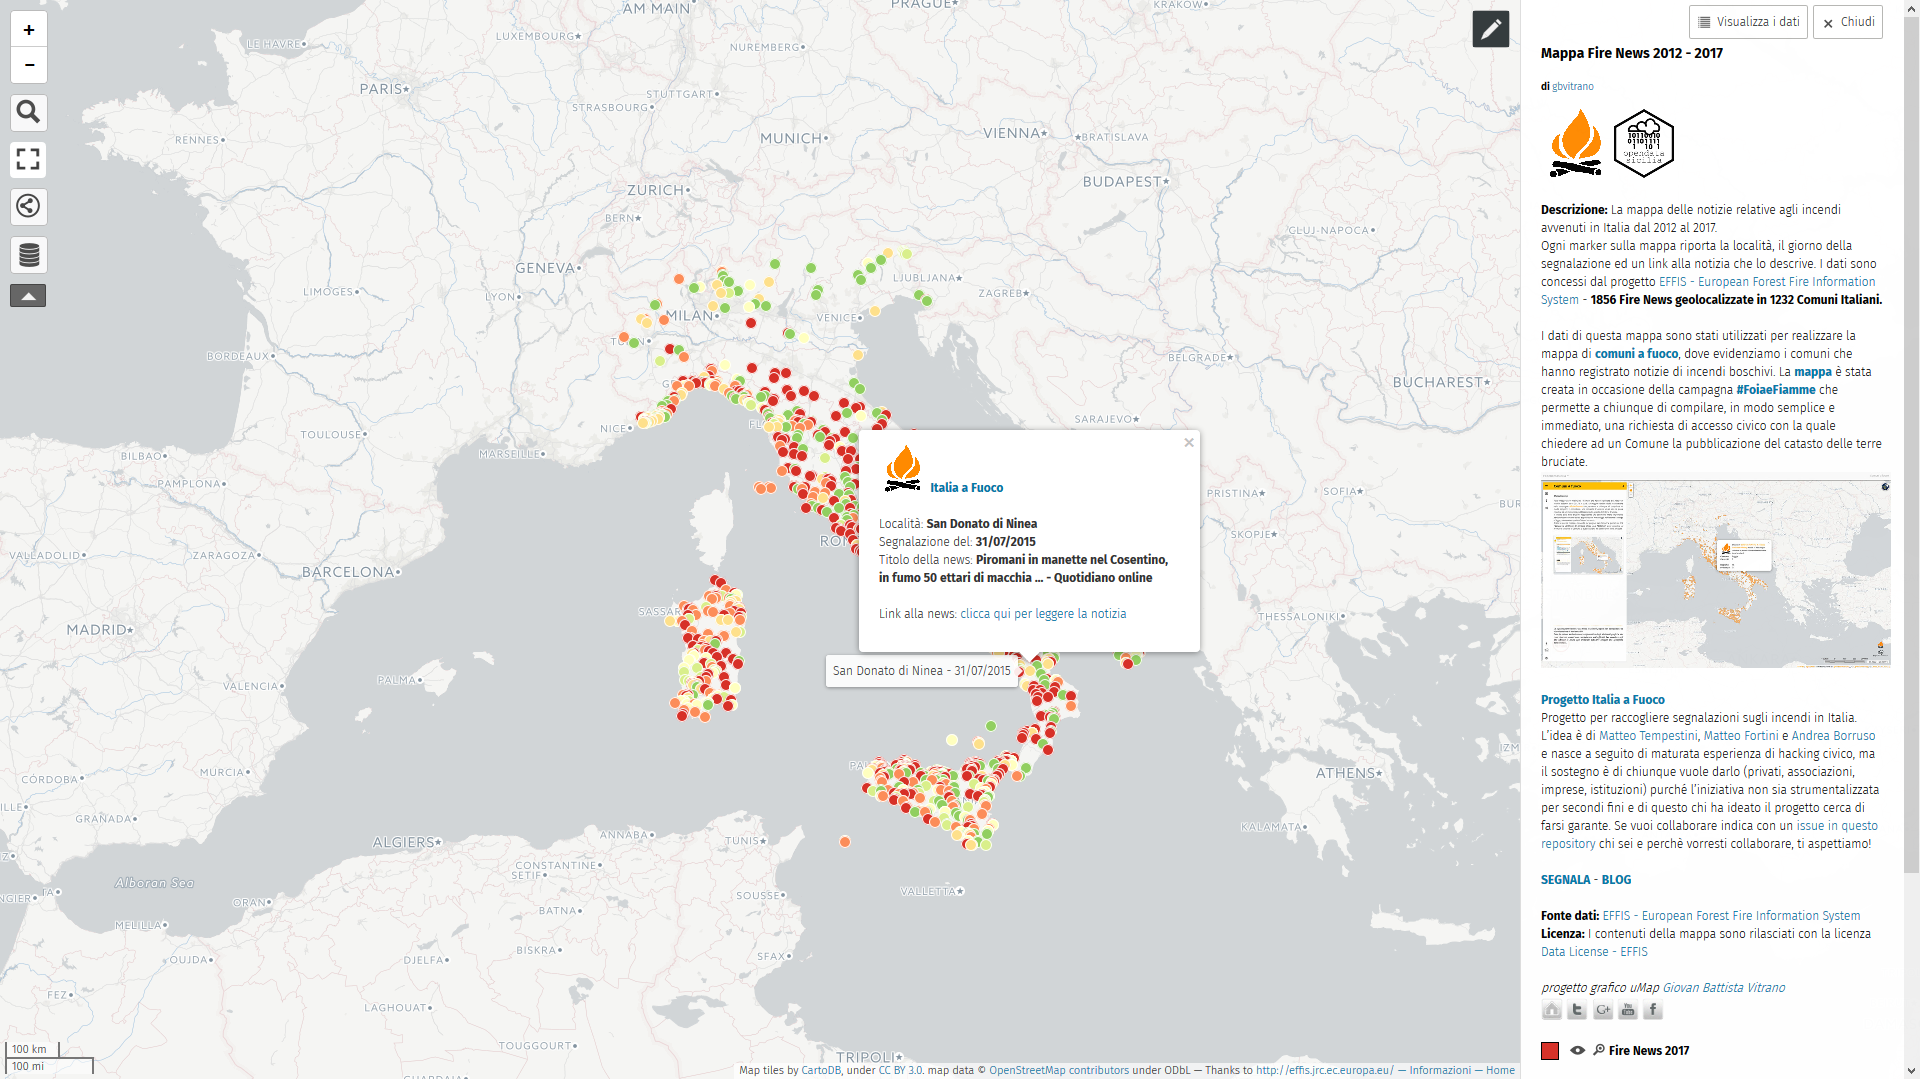 +
−
AM MAIN
PRAGUE
KRAKOW
LUXEMBOURG
LE HAVRE
NUREMBERG
PARIS
STUTTGART
STRASBOURG
RENNES
MUNICH
VIENNA
BRATISLAVA
ZURICH
BUDAPEST
BERN
CLUJ-NAPOCA
GENEVA
LJUBLJANA
LIMOGES
LYON
ZAGREB
MILAN
VENICE
BORDEAUX
BELGRADE
BUCHAREST
SARAJEVO
NICE
TOULOUSE
MARSEILLE
BILBAO
PAMPLONA
PRISTINA
SOFIA
BUR
SKOPJE
RO
VALLADOLID
ZARAGOZA
BARCELONA
SASSAR
THESSALONIKI
MADRID
PALMA
VALENCIA
IZM
ATHENS
MURCIA
CÓRDOBA
GRANADA
KALAMATA
ALGIERS
ANNABA
TUNIS
CONSTANTINE
SETIF
Alboran Sea
VALLETTA
SOUSSE
ORAN
BATNA
MELILLA
BISKRA
SFAX
DJELFA
OUJDA
FEZ
LAGHOUAT
TOUGGOURT
TRIPOLI
GHARDAIA
Italia a Fuoco
×
Località: San Donato di Ninea
Segnalazione del: 31/07/2015
Titolo della news: Piromani in manette nel Cosentino,
in fumo 50 ettari di macchia ... - Quotidiano online
Link alla news: clicca qui per leggere la notizia
San Donato di Ninea - 31/07/2015
100 km
100 mi
Map tiles by CartoDB, under CC BY 3.0. map data © OpenStreetMap contributors under ODbL — Thanks to http://effis.jrc.ec.europa.eu/ — Informazioni — Home
Visualizza i dati
× Chiudi
Mappa Fire News 2012 - 2017
di gbvitrano
10110010
01101111
1 10 1
opendata
sicilia
Descrizione: La mappa delle notizie relative agli incendi
avvenuti in Italia dal 2012 al 2017.
Ogni marker sulla mappa riporta la località, il giorno della
segnalazione ed un link alla notizia che lo descrive. I dati sono
concessi dal progetto EFFIS - European Forest Fire Information
System - 1856 Fire News geolocalizzate in 1232 Comuni Italiani.
I dati di questa mappa sono stati utilizzati per realizzare la
mappa di comuni a fuoco, dove evidenziamo i comuni che
hanno registrato notizie di incendi boschivi. La mappa è stata
creata in occasione della campagna #FoiaeFiamme che
permette a chiunque di compilare, in modo semplice e
immediato, una richiesta di accesso civico con la quale
chiedere ad un Comune la pubblicazione del catasto delle terre
bruciate.
Progetto Italia a Fuoco
Progetto per raccogliere segnalazioni sugli incendi in Italia.
L'idea è di Matteo Tempestini, Matteo Fortini e Andrea Borruso
e nasce a seguito di maturata esperienza di hacking civico, ma
il sostegno è di chiunque vuole darlo (privati, associazioni,
imprese, istituzioni) purché l'iniziativa non sia strumentalizzata
per secondi fini e di questo chi ha ideato il progetto cerca di
farsi garante. Se vuoi collaborare indica con un issue in questo
repository chi sei e perchè vorresti collaborare, ti aspettiamo!
SEGNALA - BLOG
Fonte dati: EFFIS - European Forest Fire Information System
Licenza: I contenuti della mappa sono rilasciati con la licenza
Data License - EFFIS
progetto grafico uMap Giovan Battista Vitrano
Fire News 2017